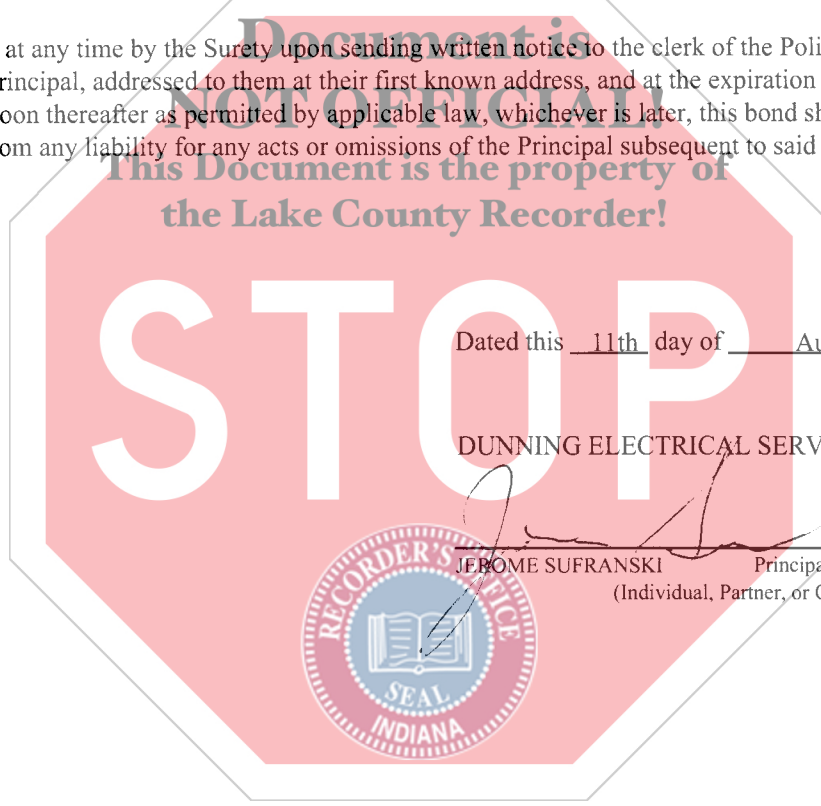 Document is
at any time by the Surety upon sending written notice to the clerk of the Poli
rincipal, addressed to them at their first known address, and at the expiration
NOT OFFICIAL!
oon thereafter as permitted by applicable law, whichever is later, this bond sh
om any liability for any acts or omissions of the Principal subsequent to said
This Document is the property of
the Lake County Recorder!
STOP
Dated this 11th day of Au
DUNNING ELECTRICAL SERV
JEROME SUFRANSKI Principa
(Individual, Partner, or O
RECORDER'S OFFICE
SEAL
INDIANA